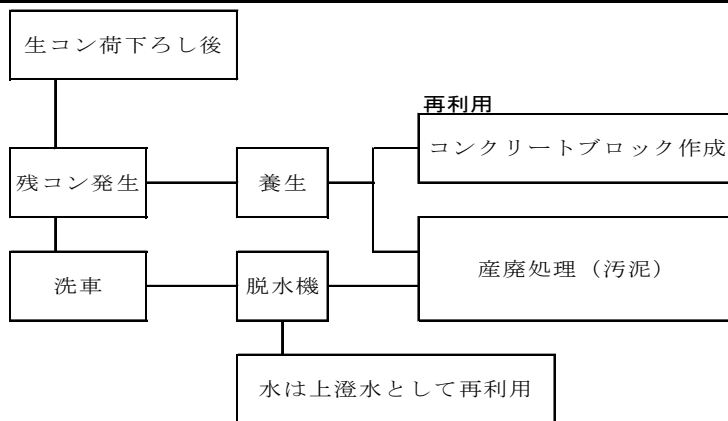 生コン荷下ろし後
再利用
コンクリートブロック作成
残コン発生
養生
産廃処理（汚泥）
洗車
脱水機
水は上澄水として再利用